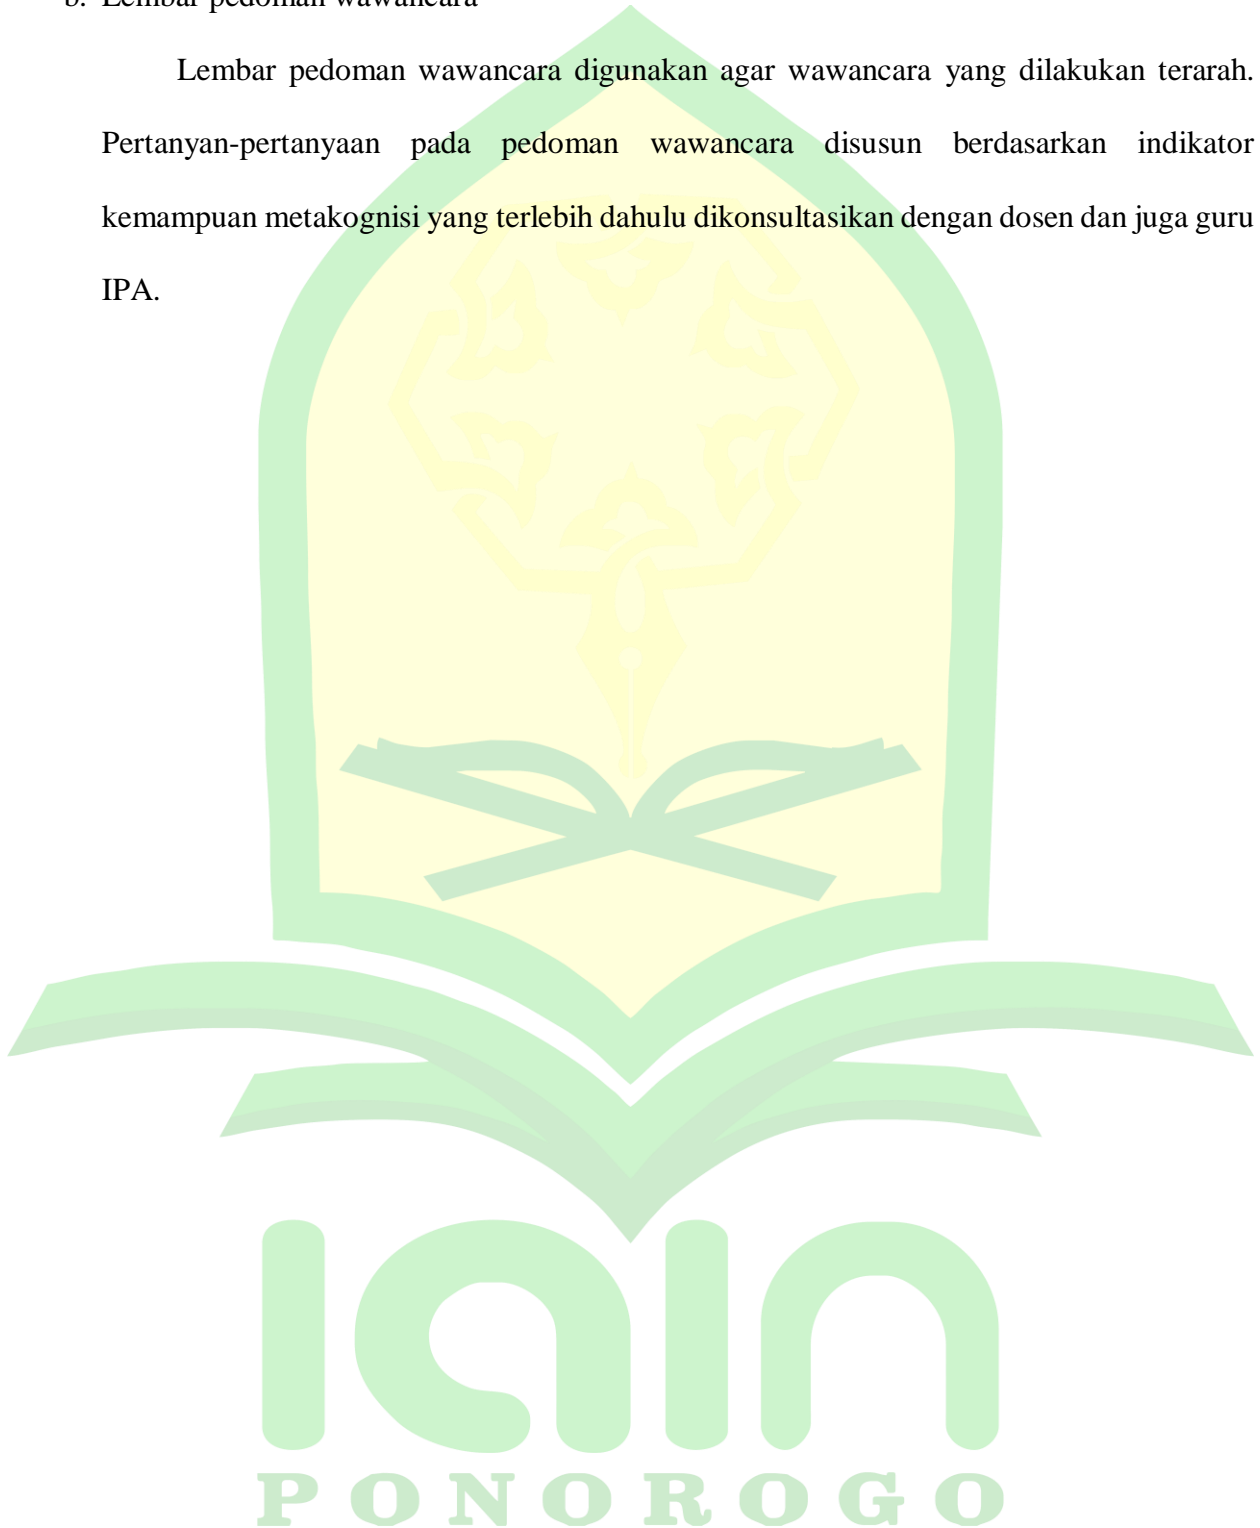 b. Lembar pedoman wawancara
Lembar pedoman wawancara digunakan agar wawancara yang dilakukan terarah.
Pertanyan-pertanyaan pada pedoman wawancara disusun berdasarkan indikator
kemampuan metakognisi yang terlebih dahulu dikonsultasikan dengan dosen dan juga guru
IPA.
iain
PONOROGO